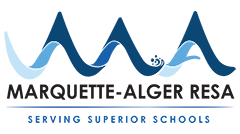 MARQUETTE-ALGER RESA
SERVING SUPERIOR SCHOOLS